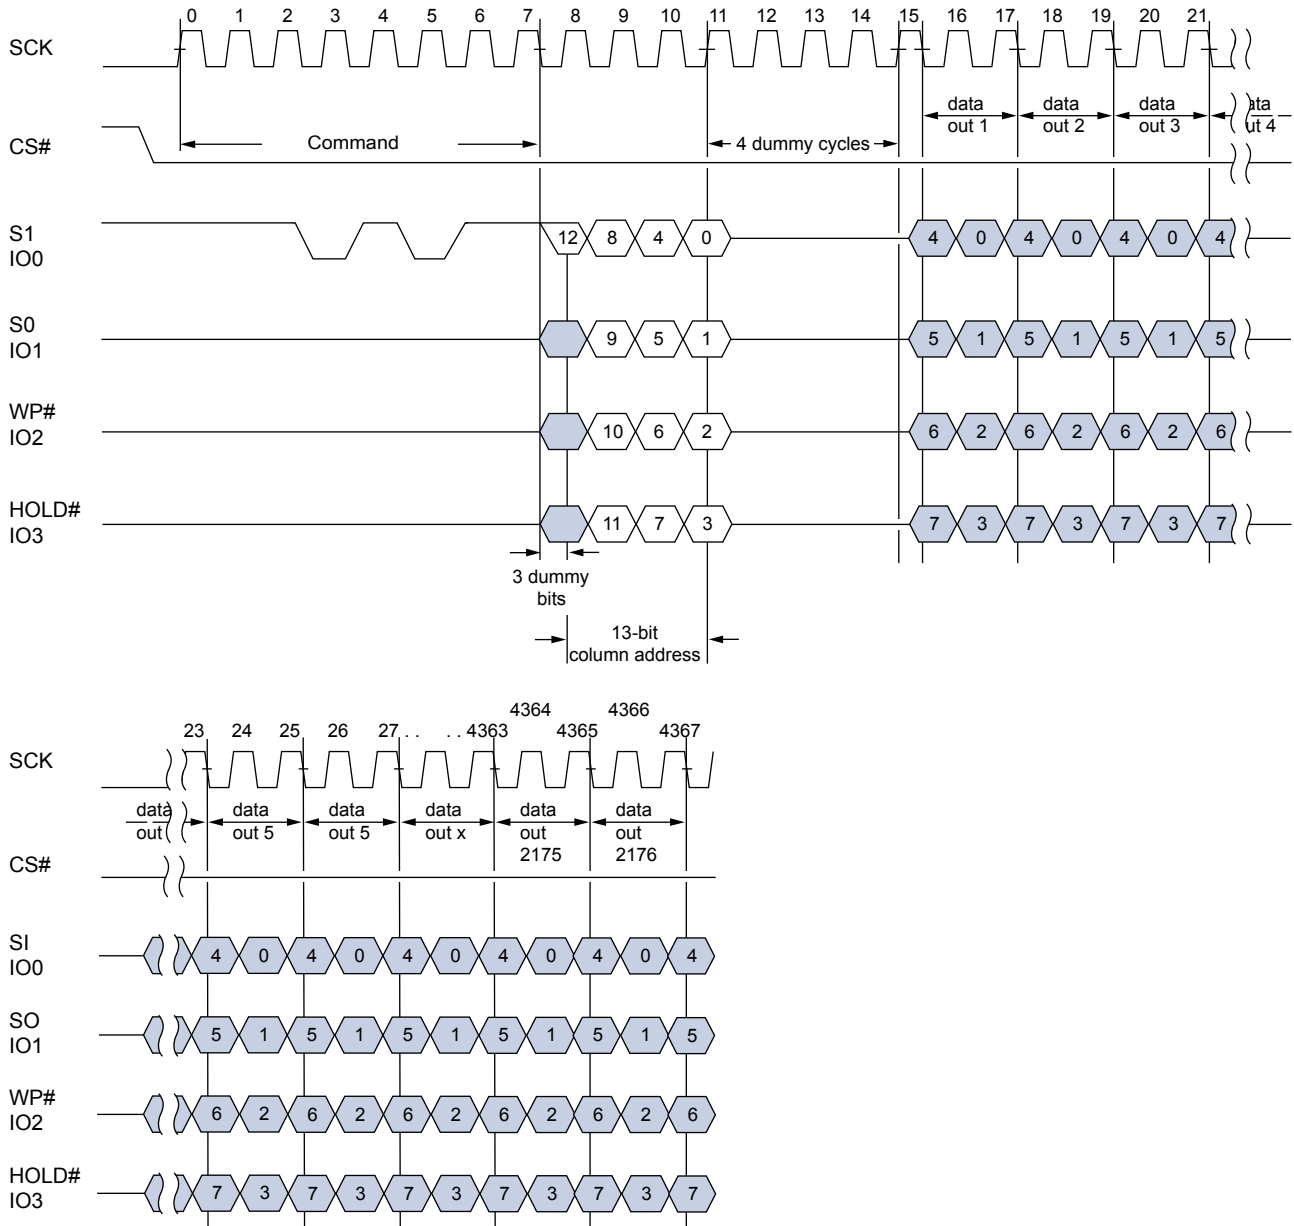 0 1 2 3 4 5 6 7 8 9 10 11 12 13 14 15 16 17 18 19 20 21
SCK
data out 1
data out 2
data out 3
ata ut 4
CS#
Command
4 dummy cycles
S1
IO0
12 8 4 0 4 0 4 0 4 0 4
S0
IO1
9 5 1 5 1 5 1 5 1 5
WP#
IO2
10 6 2 6 2 6 2 6 2 6
HOLD#
IO3
11 7 3 7 3 7 3 7 3 7
3 dummy
bits
13-bit
column address
4364 4366
23 24 25 26 27 . . . . 4363 4365 4367
SCK
data out
data out 5
data out 5
data out x
data out 2175
data out 2176
CS#
SI
IO0
4 0 4 0 4 0 4 0 4 0 4
SO
IO1
5 1 5 1 5 1 5 1 5 1 5
WP#
IO2
6 2 6 2 6 2 6 2 6 2 6
HOLD#
IO3
7 3 7 3 7 3 7 3 7 3 7